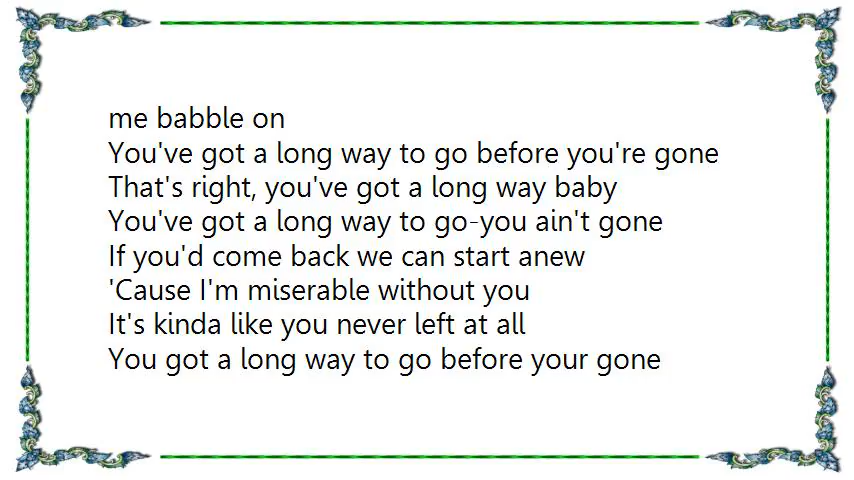 me babble on
You've got a long way to go before you're gone
That's right, you've got a long way baby
You've got a long way to go-you ain't gone
If you'd come back we can start anew
'Cause I'm miserable without you
It's kinda like you never left at all
You got a long way to go before your gone